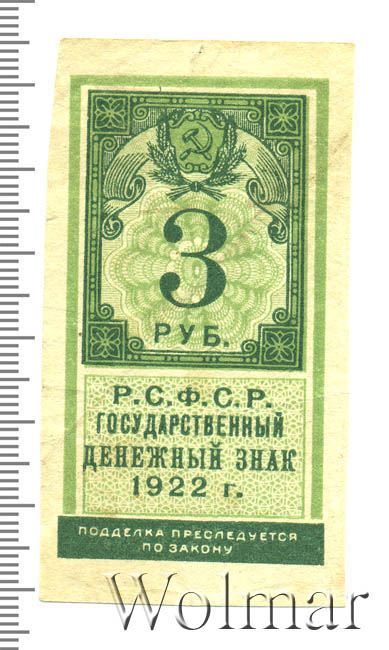 3
РУБ.
Р.С.Ф.С.Р.
ГОСУДАРСТВЕННЫЙ
ДЕНЕЖНЫЙ ЗНАК
1922 г.
ПОДДЕЛКА ПРЕСЛЕДУЕТСЯ
ПО ЗАКОНУ
Wolmar